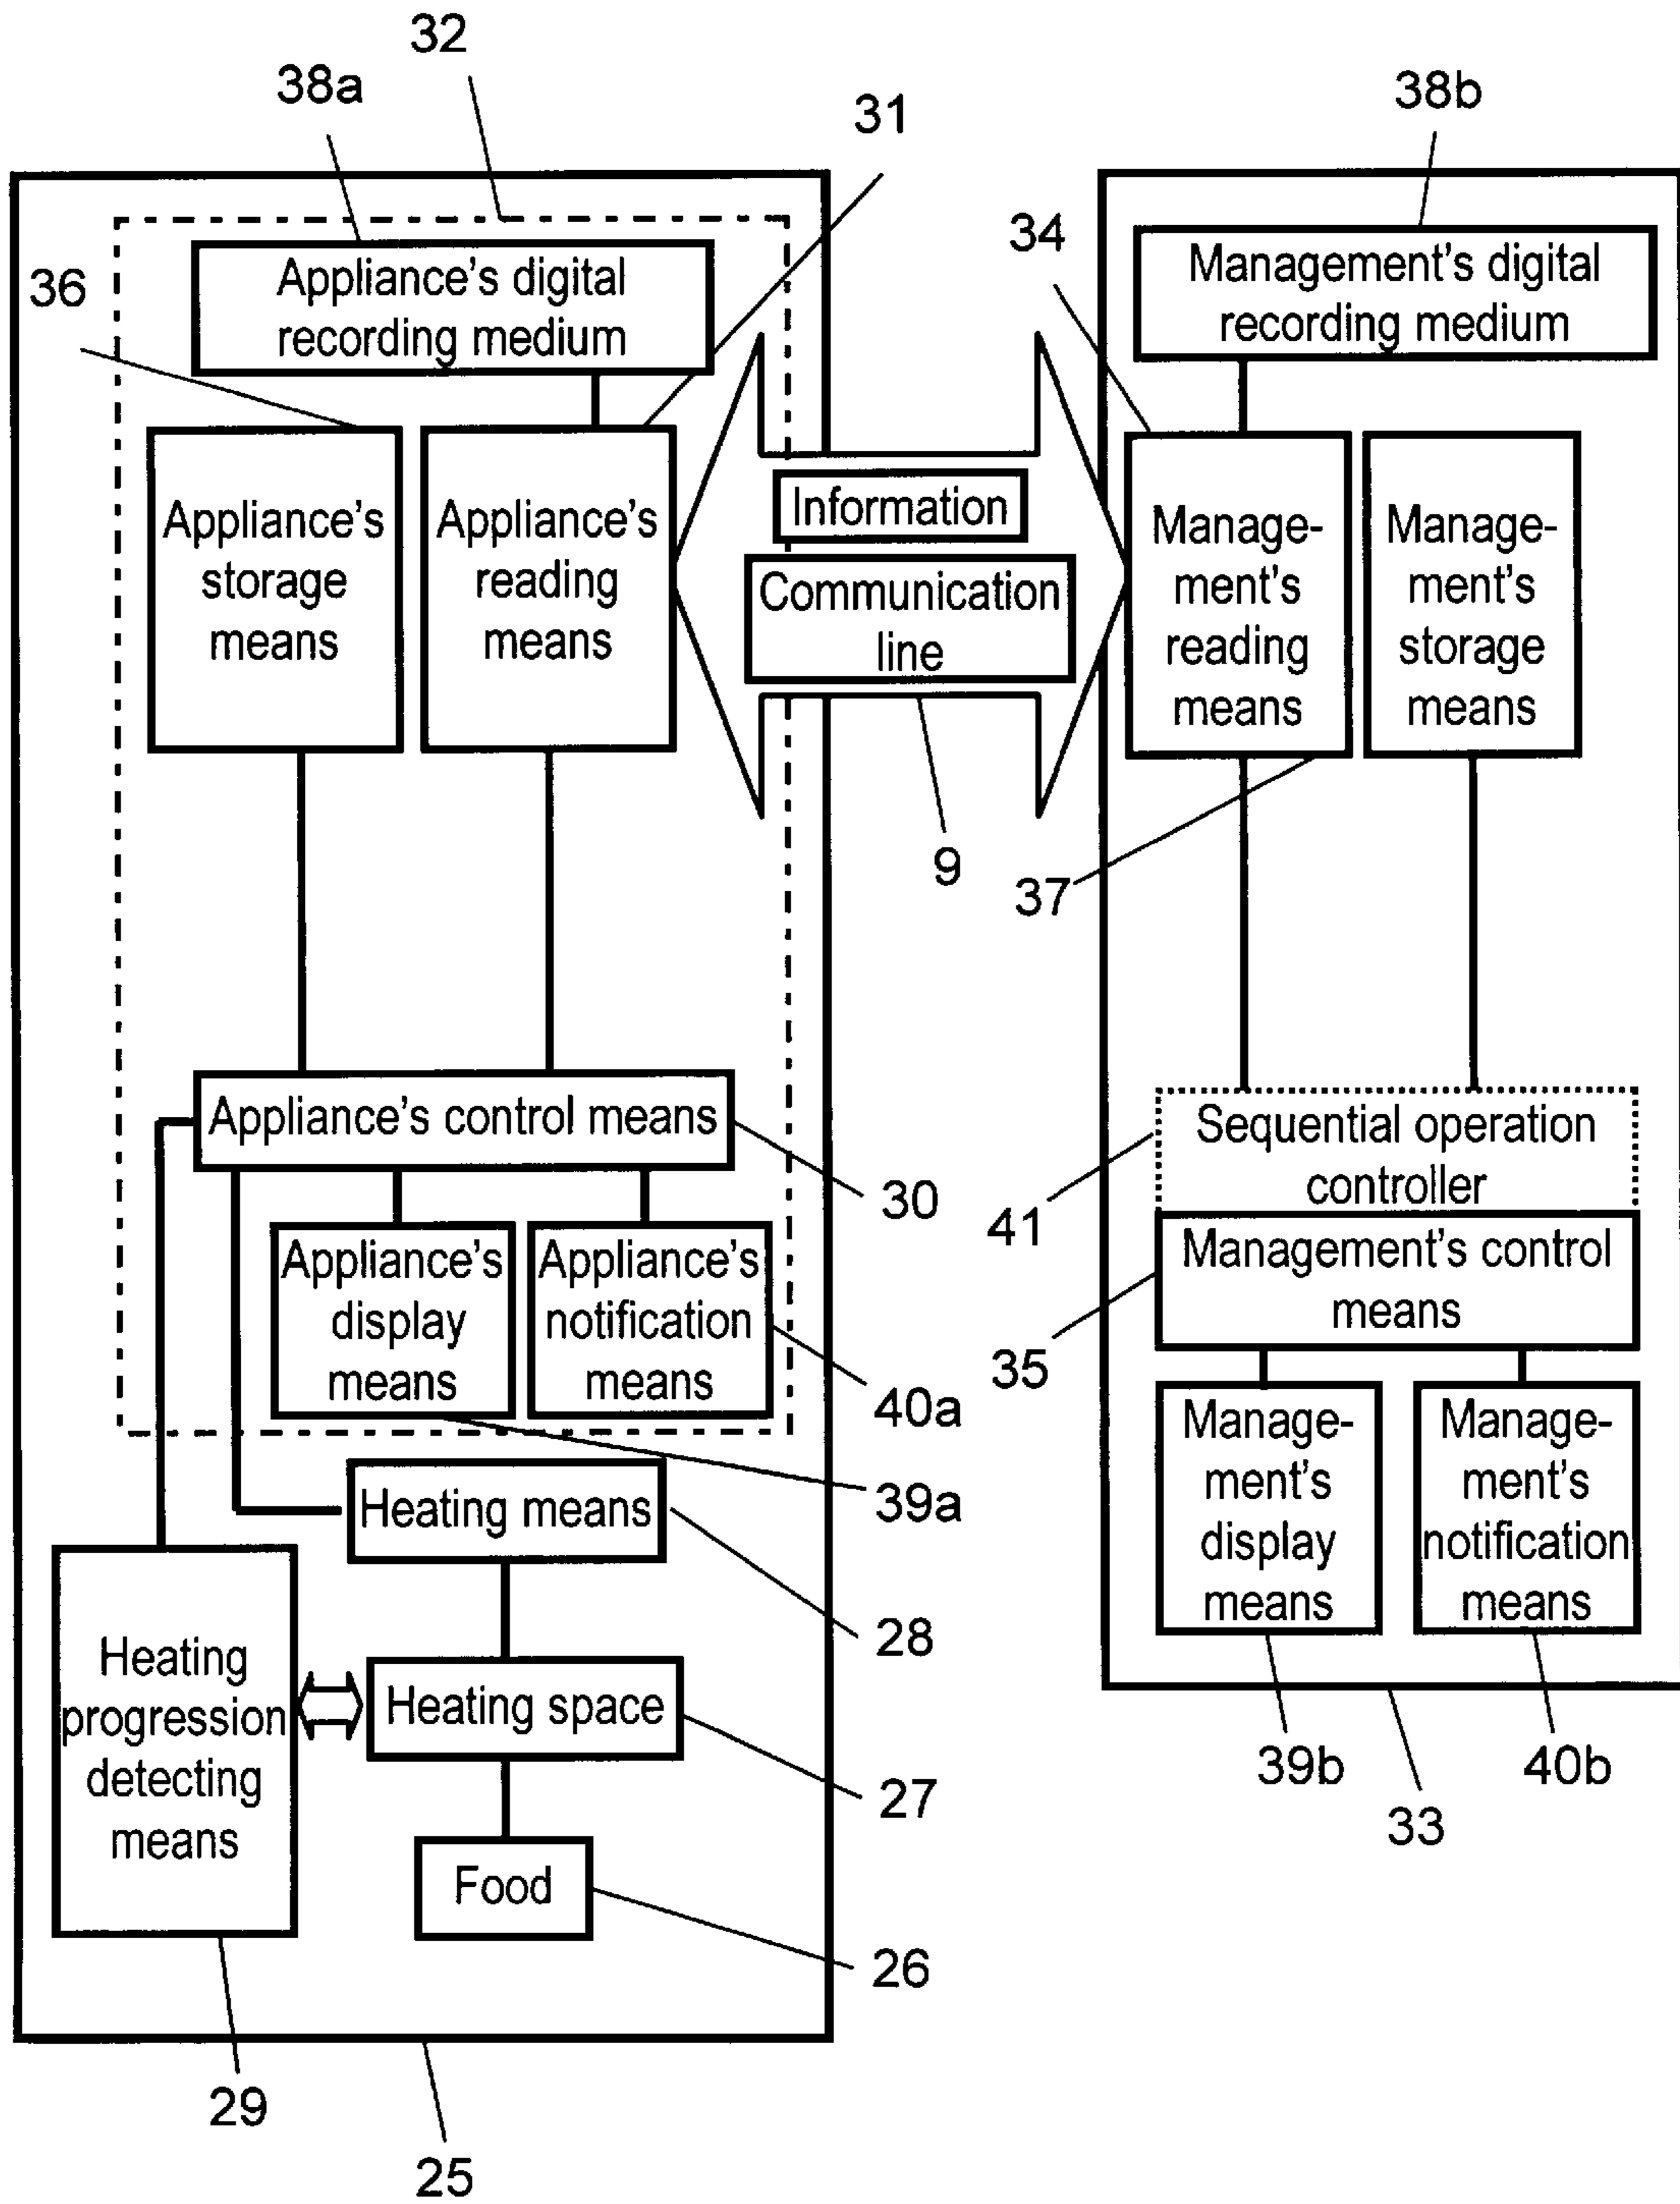 32
38a
31
38b
36
34
Appliance's digital
recording medium
Management's digital
recording medium
Appliance's
storage
means
Appliance's
reading
means
Information
Communication
line
Manage-
ment's
reading
means
Manage-
ment's
storage
means
9
37
Appliance's control means
30
Sequential operation
controller
41
Management's control
means
35
Appliance's
display
means
Appliance's
notification
means
40a
39a
Manage-
ment's
display
means
Manage-
ment's
notification
means
Heating means
28
Heating
progression
detecting
means
Heating space
27
39b
40b
33
Food
26
29
25